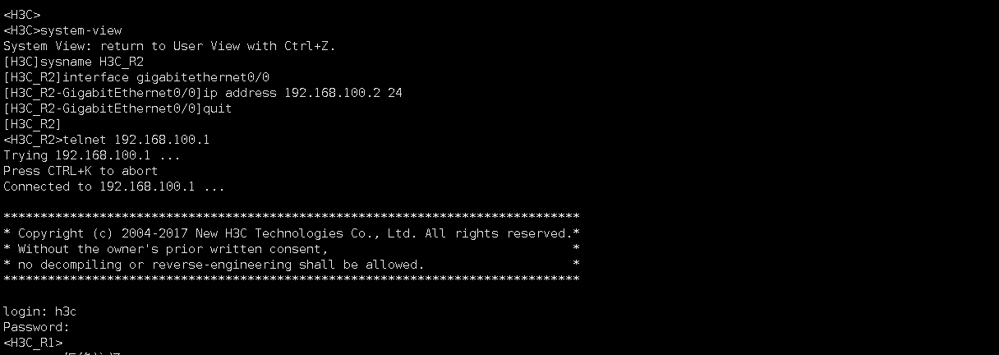 <H3C>
<H3C>system-view
System View: return to User View with Ctrl+Z.
[H3C]sysname H3C_R2
[H3C_R2]interface gigabitethernet0/0
[H3C_R2-GigabitEthernet0/0]ip address 192.168.100.2 24
[H3C_R2-GigabitEthernet0/0]quit
[H3C_R2]
<H3C_R2>telnet 192.168.100.1
Trying 192.168.100.1 ...
Press CTRL+K to abort
Connected to 192.168.100.1 ...
******************************************************************************
* Copyright (c) 2004-2017 New H3C Technologies Co., Ltd. All rights reserved.*
* Without the owner's prior written consent,                                 *
* no decompiling or reverse-engineering shall be allowed.                    *
******************************************************************************
login: h3c
Password:
<H3C_R1>